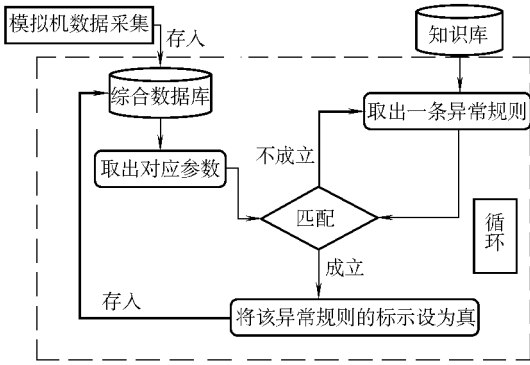 模拟机数据采集
存入
知识库
综合数据库
取出一条异常规则
取出对应参数
不成立
匹配
循环
成立
存入
将该异常规则的标示设为真